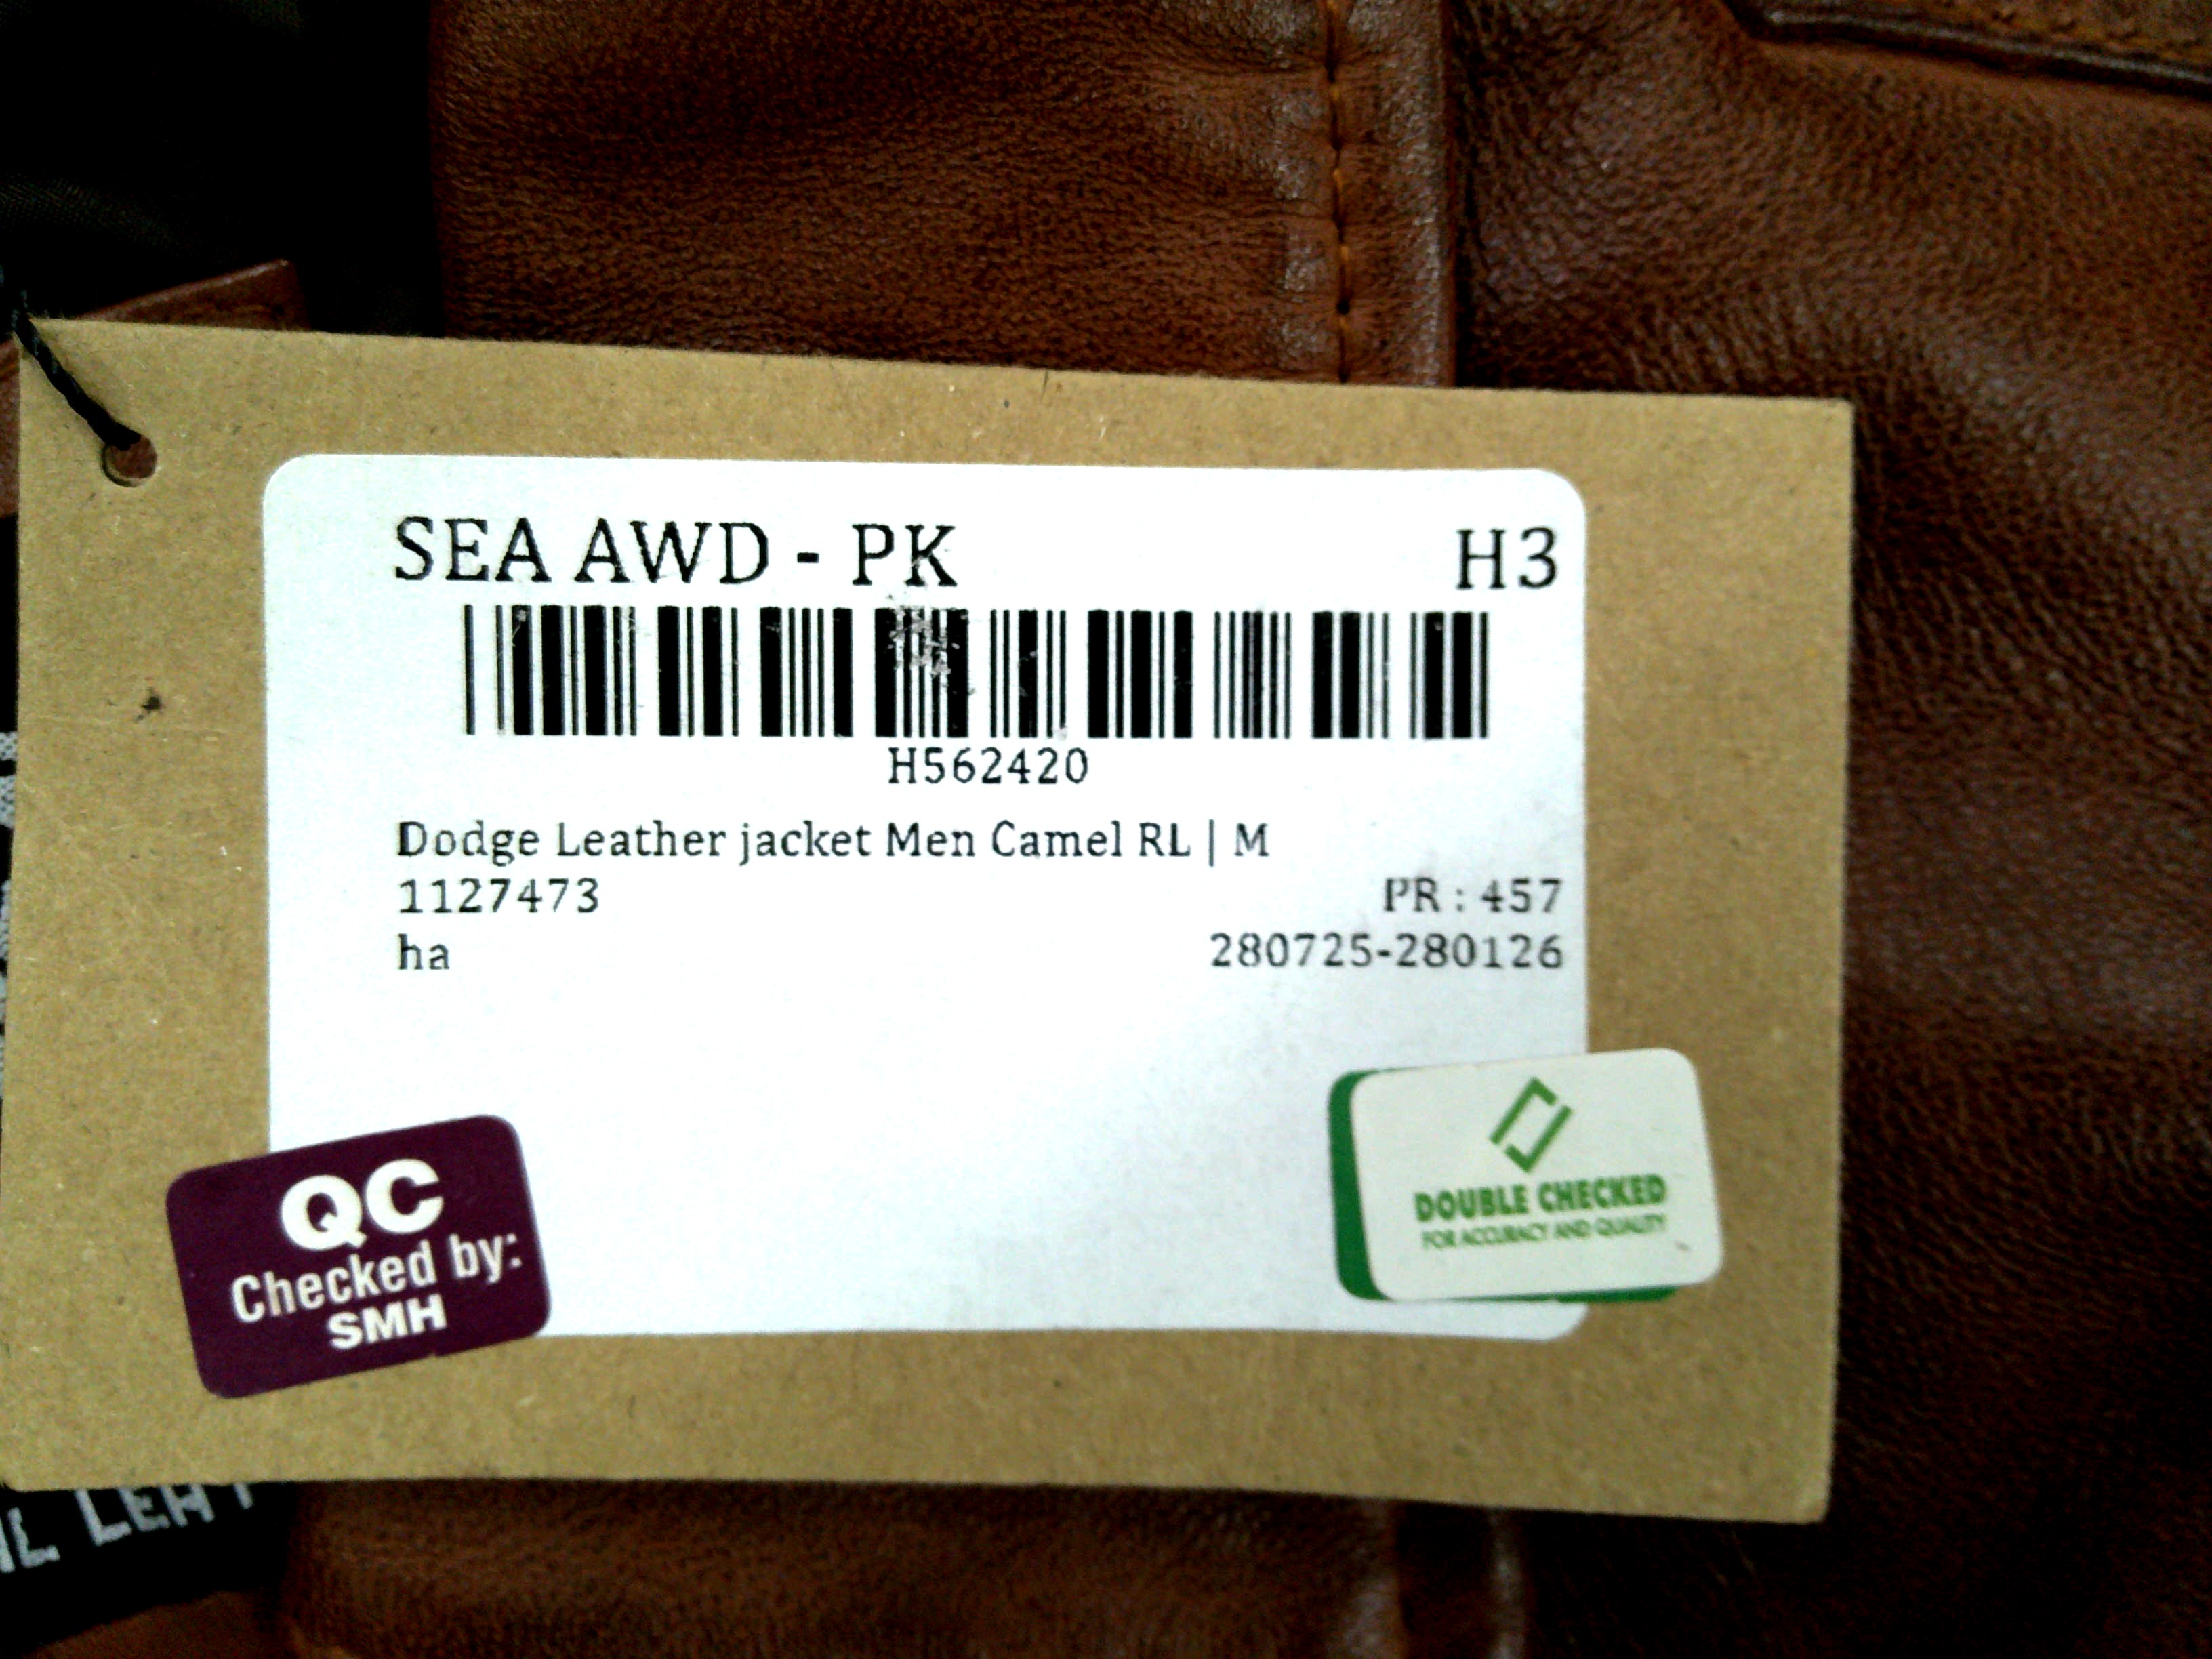 SEA AWD - PK H3
H562420
Dodge Leather jacket Men Camel RL | M
1127473 PR : 457
ha 280725-280126
QC
Checked by:
SMH
DOUBLE CHECKED
FOR ACCURACY AND QUALITY